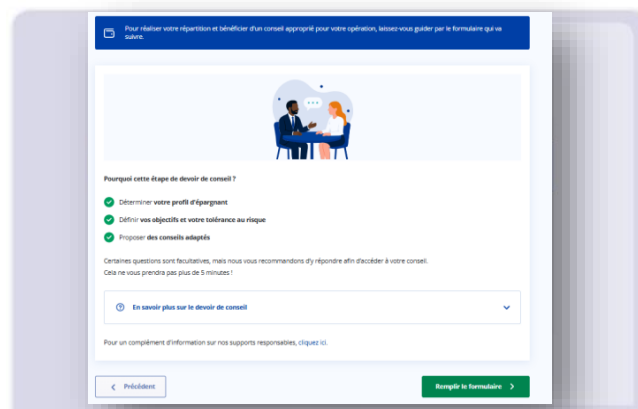 Pour réaliser votre répartition et bénéficier d'un conseil approprié pour votre opération, laissez-vous guider par le formulaire qui va
suivre.
Pourquoi cette étape de devoir de conseil ?
Déterminer votre profil d'épargnant
Définir vos objectifs et votre tolérance au risque
Proposer des conseils adaptés
Certaines questions sont facultatives, mais nous vous recommandons d'y répondre afin d'accéder à votre conseil.
Cela ne vous prendra pas plus de 5 minutes !
En savoir plus sur le devoir de conseil
Pour un complément d'information sur nos supports responsables, cliquez ici.
Précédent
Remplir le formulaire